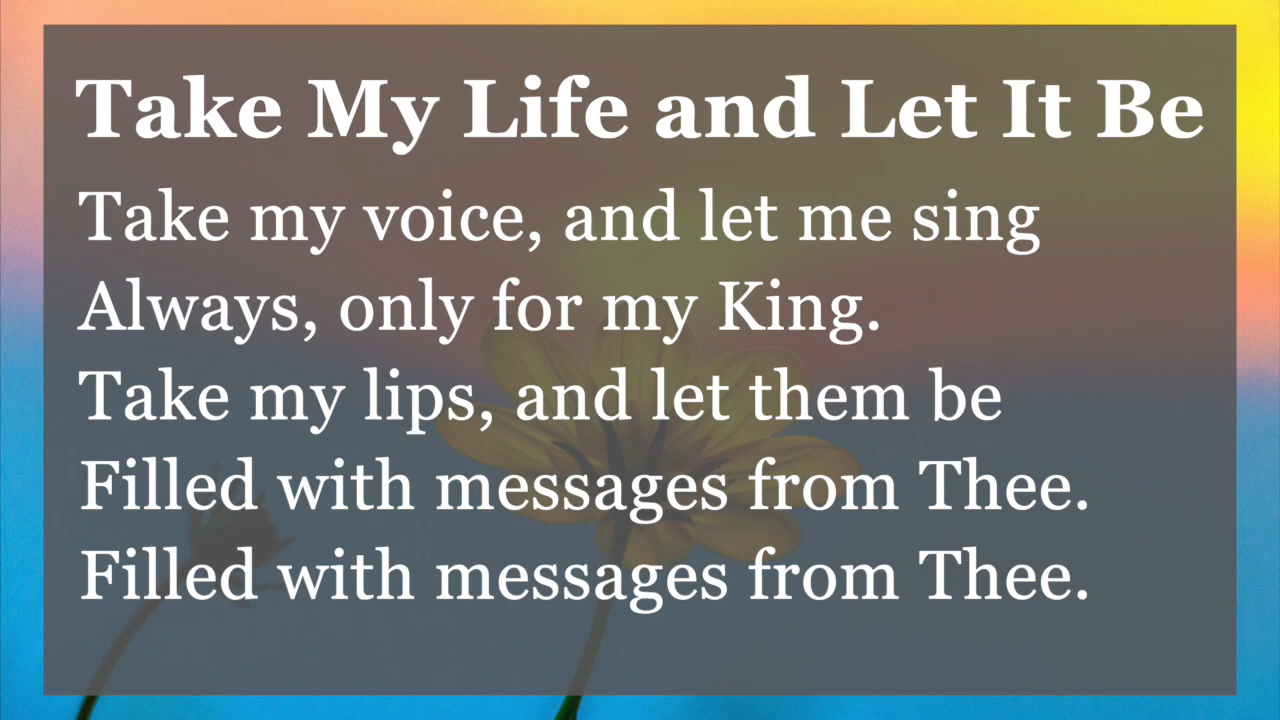 Take My Life and Let It Be
Take my voice, and let me sing
Always, only for my King.
Take my lips, and let them be
Filled with messages from Thee.
Filled with messages from Thee.